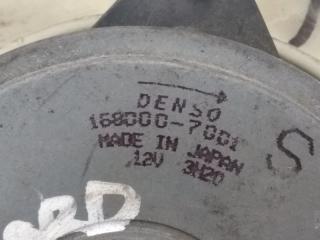 DENSO
168000-7001
MADE IN JAPAN
12V 3H20
S